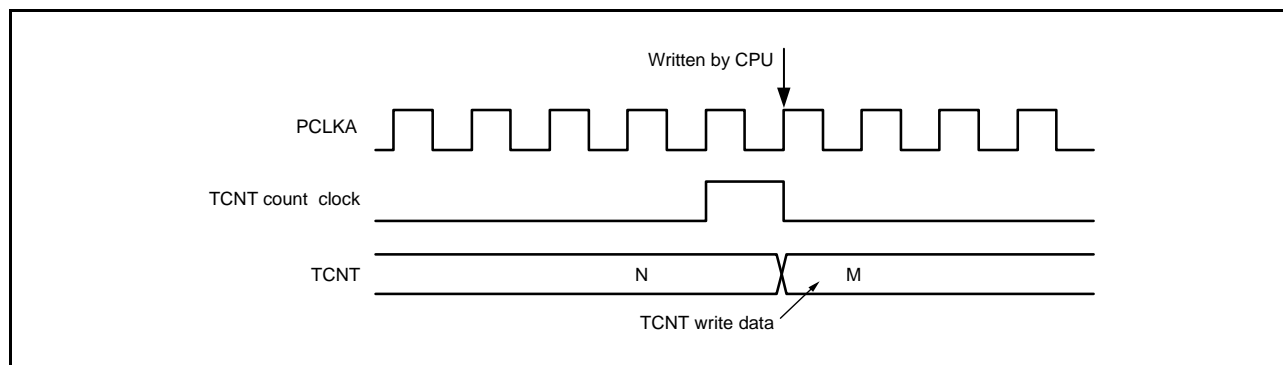 Written by CPU
PCLKA
TCNT count clock
TCNT
N
M
TCNT write data